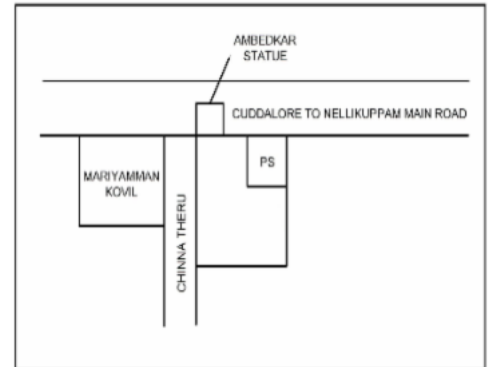 AMBEDKAR
STATUE
CUDDALORE TO NELLIKUPPAM MAIN ROAD
MARIYAMMAN
KOVIL
PS
CHINNA THERU